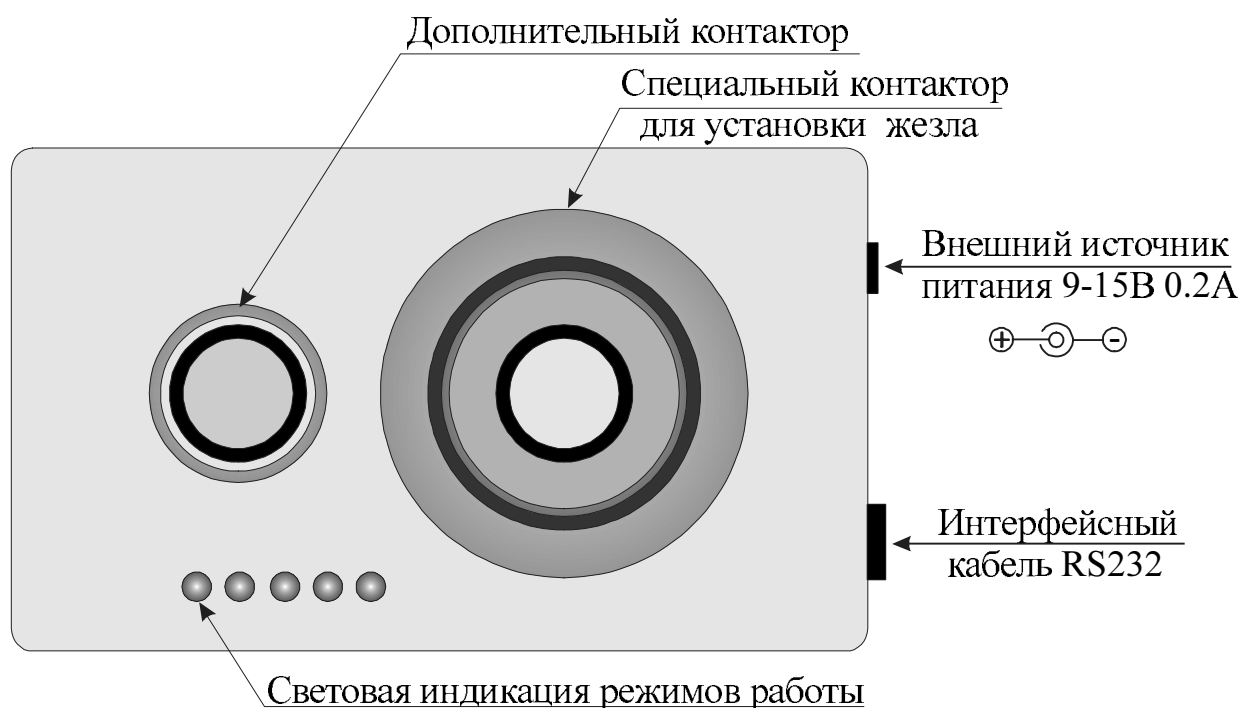 Дополнительный контактор
Специальный контактор
для установки жезла
Внешний источник
питания 9-15В 0.2А
+ -
Интерфейсный
кабель RS232
Световая индикация режимов работы